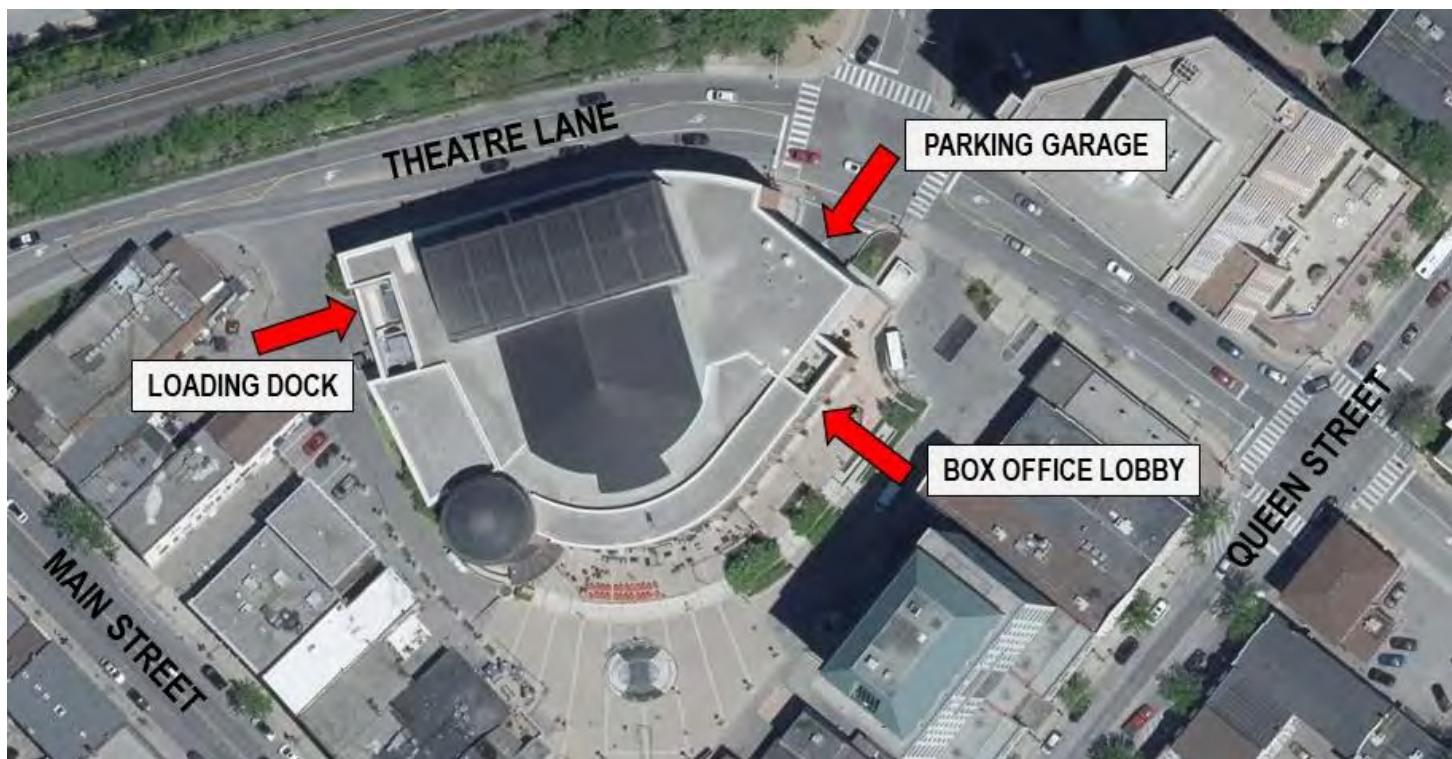 THEATRE LANE
PARKING GARAGE
LOADING DOCK
BOX OFFICE LOBBY
QUEEN STREET
MAIN STREET